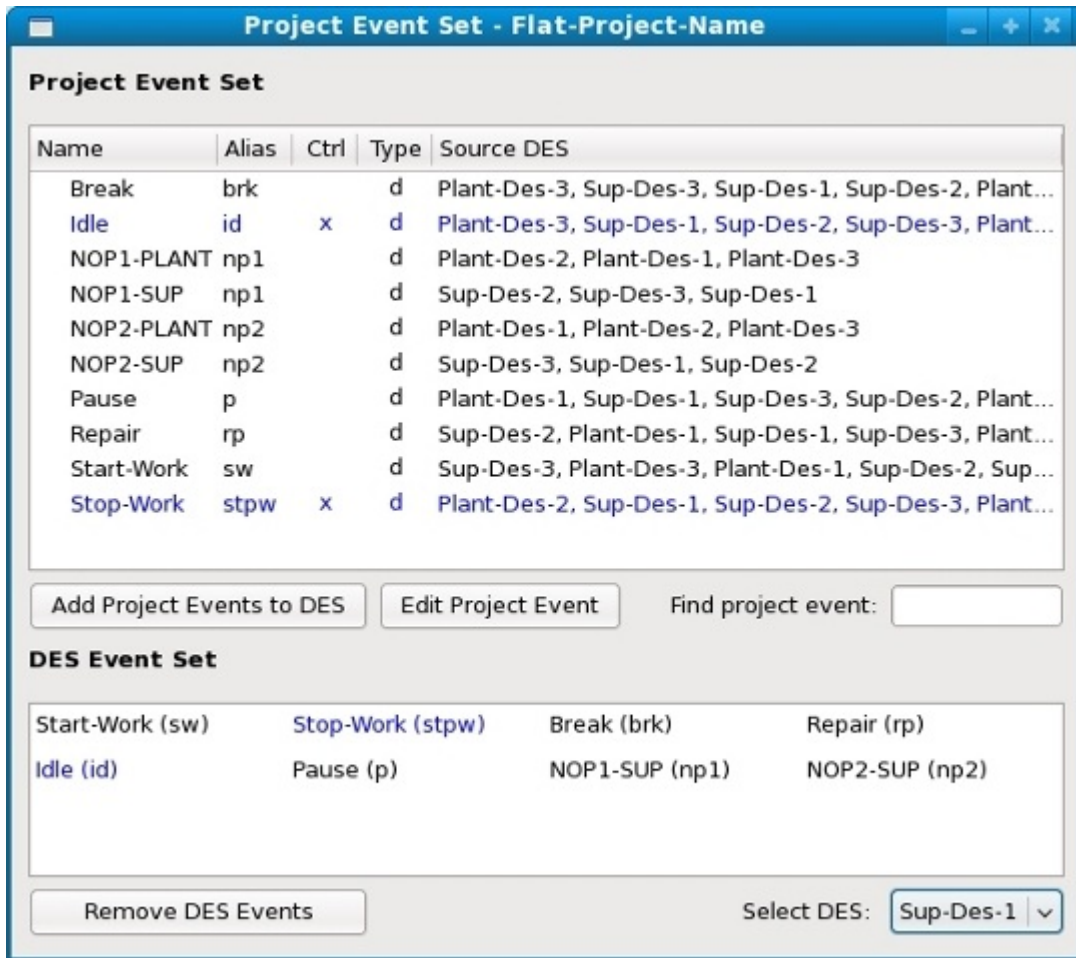 Project Event Set - Flat-Project-Name
Project Event Set
Name Alias Ctrl Type Source DES
Break brk d Plant-Des-3, Sup-Des-3, Sup-Des-1, Sup-Des-2, Plant...
Idle id x d Plant-Des-3, Sup-Des-1, Sup-Des-2, Sup-Des-3, Plant...
NOP1-PLANT np1 d Plant-Des-2, Plant-Des-1, Plant-Des-3
NOP1-SUP np1 d Sup-Des-2, Sup-Des-3, Sup-Des-1
NOP2-PLANT np2 d Plant-Des-1, Plant-Des-2, Plant-Des-3
NOP2-SUP np2 d Sup-Des-3, Sup-Des-1, Sup-Des-2
Pause p d Plant-Des-1, Sup-Des-1, Sup-Des-3, Sup-Des-2, Plant...
Repair rp d Sup-Des-2, Plant-Des-1, Sup-Des-1, Sup-Des-3, Plant...
Start-Work sw d Sup-Des-3, Plant-Des-3, Plant-Des-1, Sup-Des-2, Sup...
Stop-Work stpw x d Plant-Des-2, Sup-Des-1, Sup-Des-2, Sup-Des-3, Plant...
Add Project Events to DES Edit Project Event Find project event:
DES Event Set
Start-Work (sw) Stop-Work (stpw) Break (brk) Repair (rp)
Idle (id) Pause (p) NOP1-SUP (np1) NOP2-SUP (np2)
Remove DES Events Select DES: Sup-Des-1